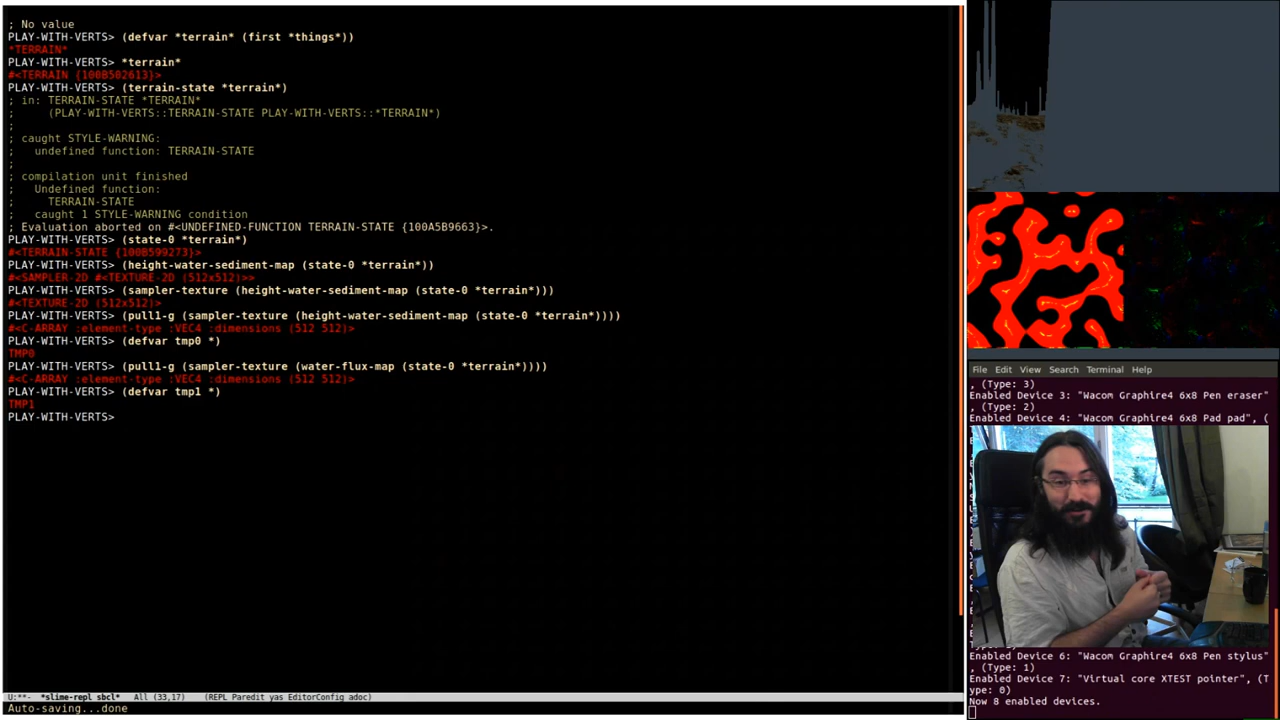 ; No value
PLAY-WITH-VERTS> (defvar *terrain* (first *things*))
*TERRAIN*
PLAY-WITH-VERTS> *terrain*
#<TERRAIN {100B502613}>
PLAY-WITH-VERTS> (terrain-state *terrain*)
; in: TERRAIN-STATE *TERRAIN*
;     (PLAY-WITH-VERTS::TERRAIN-STATE PLAY-WITH-VERTS::*TERRAIN*)
;
; caught STYLE-WARNING:
;   undefined function: TERRAIN-STATE
;
; compilation unit finished
;   Undefined function:
;     TERRAIN-STATE
;   caught 1 STYLE-WARNING condition
; Evaluation aborted on #<UNDEFINED-FUNCTION TERRAIN-STATE {100A5B9663}>.
PLAY-WITH-VERTS> (state-0 *terrain*)
#<TERRAIN-STATE {100B599273}>
PLAY-WITH-VERTS> (height-water-sediment-map (state-0 *terrain*))
#<SAMPLER-2D #<TEXTURE-2D (512x512)>>
PLAY-WITH-VERTS> (sampler-texture (height-water-sediment-map (state-0 *terrain*)))
#<TEXTURE-2D (512x512)>
PLAY-WITH-VERTS> (pull1-g (sampler-texture (height-water-sediment-map (state-0 *terrain*))))
#<C-ARRAY :element-type :VEC4 :dimensions (512 512)>
PLAY-WITH-VERTS> (defvar tmp0 *)
TMP0
PLAY-WITH-VERTS> (pull1-g (sampler-texture (water-flux-map (state-0 *terrain*))))
#<C-ARRAY :element-type :VEC4 :dimensions (512 512)>
PLAY-WITH-VERTS> (defvar tmp1 *)
TMP1
PLAY-WITH-VERTS>
U:**-  *slime-repl sbcl*   All (33,17)   (REPL Paredit yas EditorConfig adoc)
Auto-saving...done
File Edit View Search Terminal Help
, (Type: 3)
Enabled Device 3: "Wacom Graphire4 6x8 Pen eraser"
, (Type: 2)
Enabled Device 4: "Wacom Graphire4 6x8 Pad pad", (
Enabled Device 6: "Wacom Graphire4 6x8 Pen stylus"
, (Type: 1)
Enabled Device 7: "Virtual core XTEST pointer", (T
ype: 0)
Now 8 enabled devices.